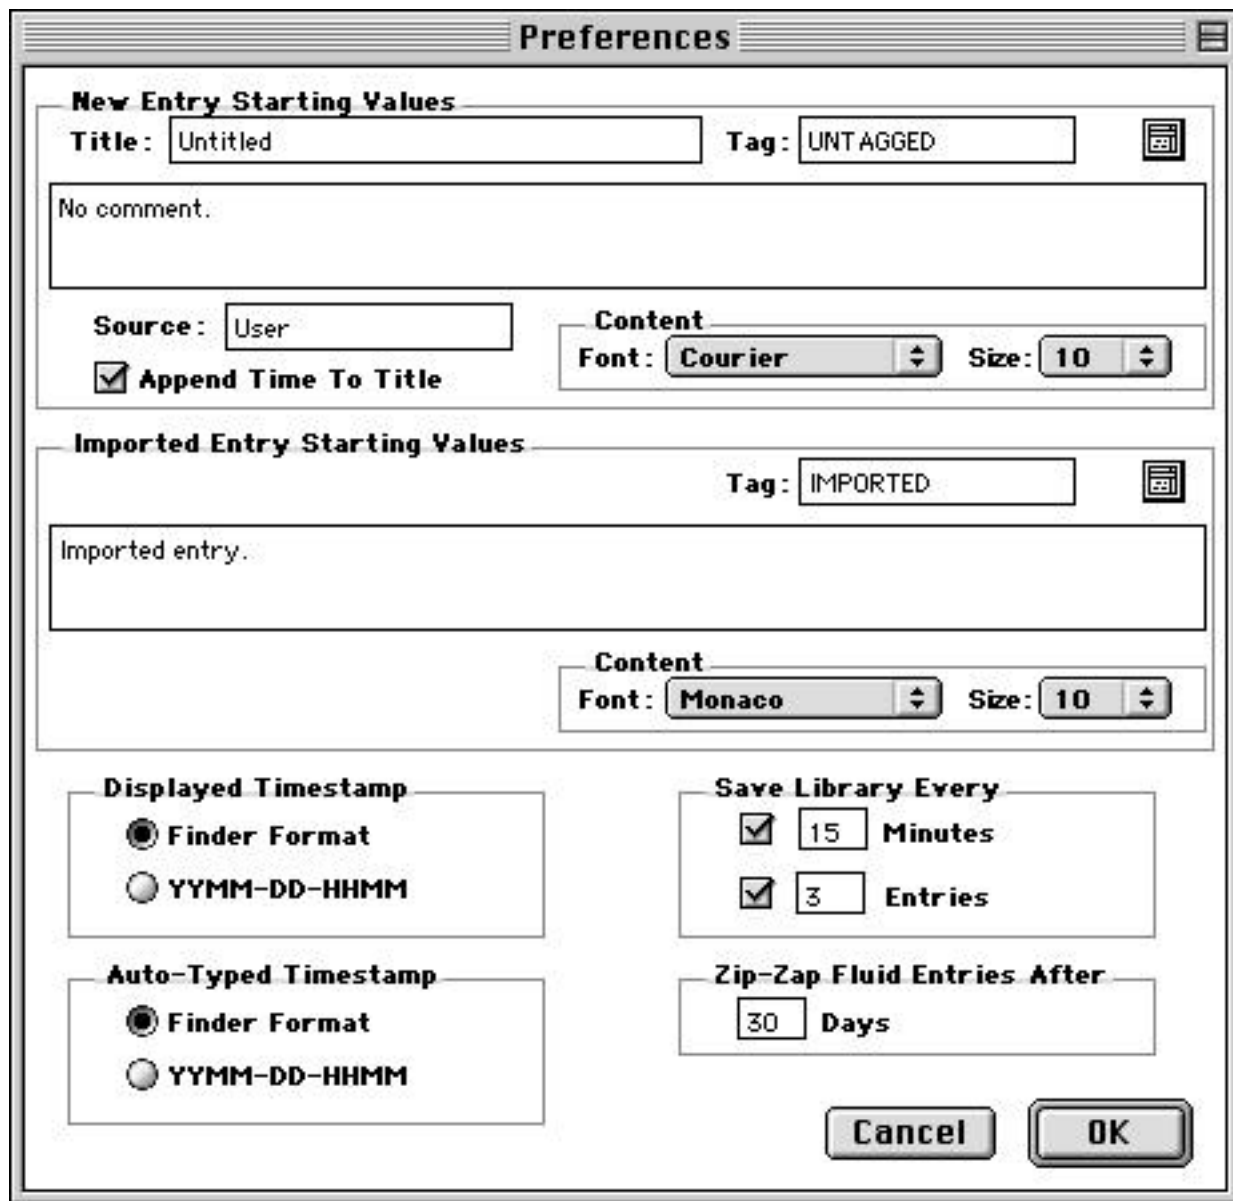 Preferences
New Entry Starting Values
Title: Untitled Tag: UNTAGGED
No comment.
Source: User
Content
Font: Courier Size: 10
Append Time To Title
Imported Entry Starting Values
Tag: IMPORTED
Imported entry.
Content
Font: Monaco Size: 10
Displayed Timestamp
Finder Format
YYMM-DD-HHMM
Save Library Every
15 Minutes
3 Entries
Auto-Typed Timestamp
Finder Format
YYMM-DD-HHMM
Zip-Zap Fluid Entries After
30 Days
Cancel OK